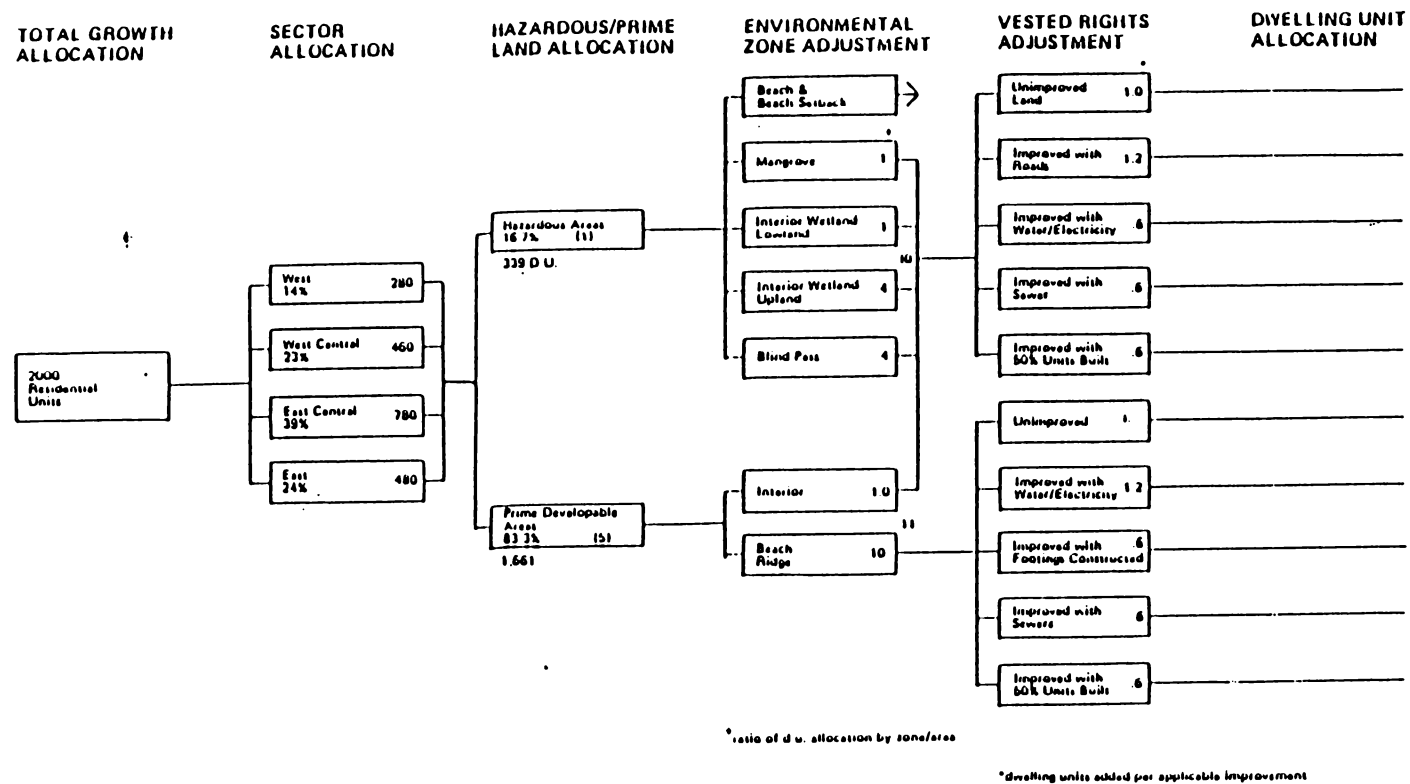 TOTAL GROWTH
ALLOCATION
SECTOR
ALLOCATION
HAZARDOUS/PRIME
LAND ALLOCATION
ENVIRONMENTAL
ZONE ADJUSTMENT
VESTED RIGHTS
ADJUSTMENT
DWELLING UNIT
ALLOCATION
2000
Residential
Units
West 280
14%
West Central 460
23%
East Central 780
39%
East 480
24%
Hazardous Areas
16.7% (1)
339 D.U.
Prime Developable
Areas
83.3% (5)
1,661
Beach &
Beach Setback
*
Mangrove 1
Interior Wetland 1
Lowland
10
Interior Wetland 4
Upland
Blind Pass 4
Interior 1.0
11
Beach 10
Ridge
*
Unimproved 1.0
Land
Improved with 1.2
Roads
Improved with .6
Water/Electricity
Improved with .6
Sewer
Improved with .6
50% Units Built
Unimproved 1.
Improved with 1.2
Water/Electricity
Improved with .6
Footings Constructed
Improved with .6
Sewers
Improved with .6
50% Units Built
*ratio of d.u. allocation by zone/area
*dwelling units added per applicable improvement